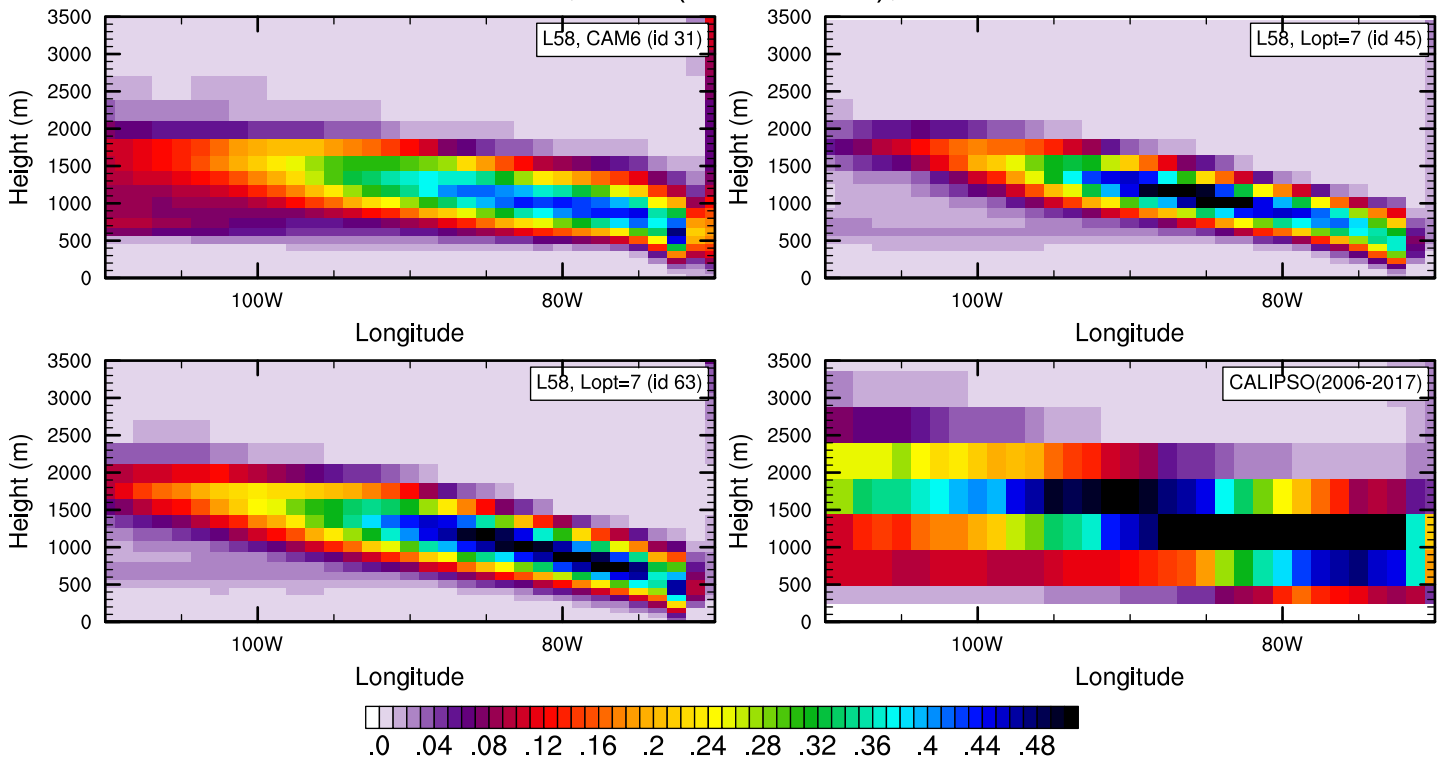 3500
3000
2500
2000
1500
1000
500
0
Height (m)
L58, CAM6 (id 31)
100W
80W
Longitude
3500
3000
2500
2000
1500
1000
500
0
Height (m)
L58, Lopt=7 (id 45)
100W
80W
Longitude
3500
3000
2500
2000
1500
1000
500
0
Height (m)
L58, Lopt=7 (id 63)
100W
80W
Longitude
3500
3000
2500
2000
1500
1000
500
0
Height (m)
CALIPSO(2006-2017)
100W
80W
Longitude
.0 .04 .08 .12 .16 .2 .24 .28 .32 .36 .4 .44 .48